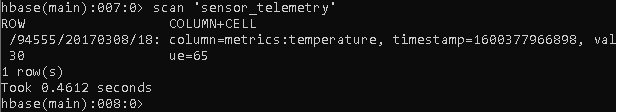 hbase(main):007:0> scan 'sensor_telemetry'
ROW                   COLUMN+CELL
 /94555/20170308/18: column=metrics:temperature, timestamp=1600377966898, val
 30                   ue=65
1 row(s)
Took 0.4612 seconds
hbase(main):008:0>